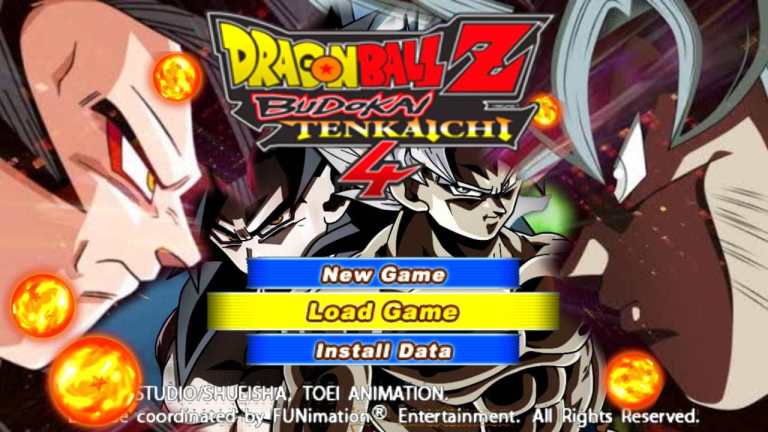 DRAGON BALL Z
BUDOKAI
TENKAICHI
4
New Game
Load Game
Install Data
STUDIO/SHUEISHA, TOEI ANIMATION.
coordinated by FUNimation® Entertainment. All Rights Reserved.